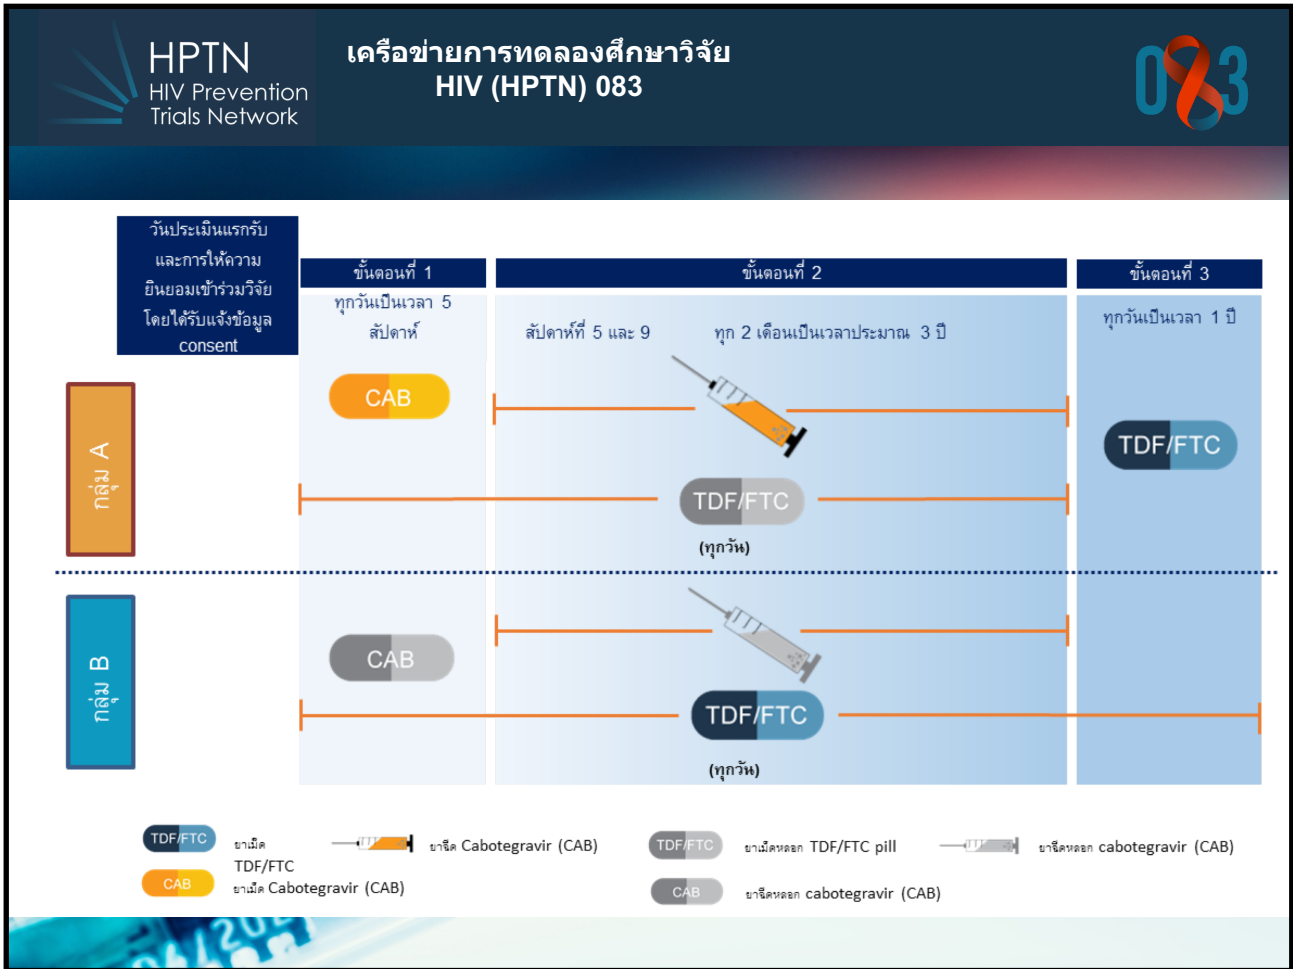 HPTN
HIV Prevention
Trials Network
เครือข่ายการทดลองศึกษาวิจัย
HIV (HPTN) 083
083
วันประเมินแรกรับ
และการให้ความ
ยินยอมเข้าร่วมวิจัย
โดยได้รับแจ้งข้อมูล
consent
ขั้นตอนที่ 1
ขั้นตอนที่ 2
ขั้นตอนที่ 3
ทุกวันเป็นเวลา 5
สัปดาห์
สัปดาห์ที่ 5 และ 9
ทุก 2 เดือนเป็นเวลาประมาณ 3 ปี
ทุกวันเป็นเวลา 1 ปี
กลุ่ม A
CAB
TDF/FTC
TDF/FTC
(ทุกวัน)
กลุ่ม B
CAB
TDF/FTC
(ทุกวัน)
TDF/FTC
ยาเม็ด
TDF/FTC
ยาฉีด Cabotegravir (CAB)
TDF/FTC
ยาเม็ดหลอก TDF/FTC pill
ยาฉีดหลอก cabotegravir (CAB)
CAB
ยาเม็ด Cabotegravir (CAB)
CAB
ยาฉีดหลอก cabotegravir (CAB)
06/20